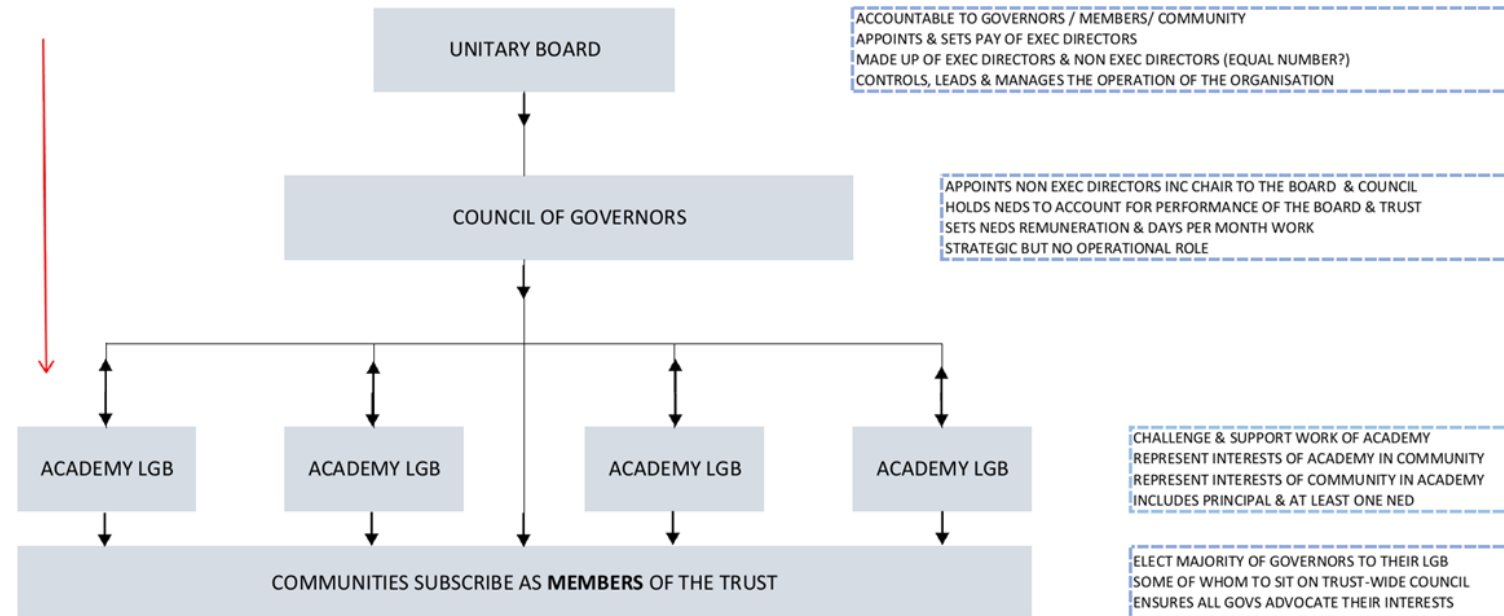 UNITARY BOARD
ACCOUNTABLE TO GOVERNORS / MEMBERS/ COMMUNITY
APPOINTS & SETS PAY OF EXEC DIRECTORS
MADE UP OF EXEC DIRECTORS & NON EXEC DIRECTORS (EQUAL NUMBER?)
CONTROLS, LEADS & MANAGES THE OPERATION OF THE ORGANISATION
COUNCIL OF GOVERNORS
APPOINTS NON EXEC DIRECTORS INC CHAIR TO THE BOARD & COUNCIL
HOLDS NEDS TO ACCOUNT FOR PERFORMANCE OF THE BOARD & TRUST
SETS NEDS REMUNERATION & DAYS PER MONTH WORK
STRATEGIC BUT NO OPERATIONAL ROLE
ACADEMY LGB
ACADEMY LGB
ACADEMY LGB
ACADEMY LGB
CHALLENGE & SUPPORT WORK OF ACADEMY
REPRESENT INTERESTS OF ACADEMY IN COMMUNITY
REPRESENT INTERESTS OF COMMUNITY IN ACADEMY
INCLUDES PRINCIPAL & AT LEAST ONE NED
COMMUNITIES SUBSCRIBE AS MEMBERS OF THE TRUST
ELECT MAJORITY OF GOVERNORS TO THEIR LGB
SOME OF WHOM TO SIT ON TRUST-WIDE COUNCIL
ENSURES ALL GOVS ADVOCATE THEIR INTERESTS